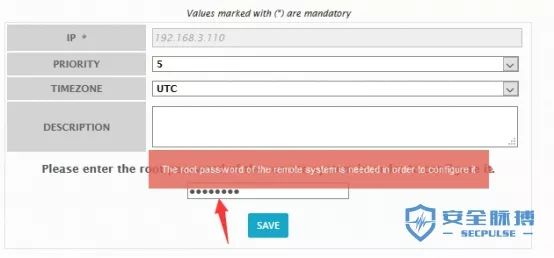 Values marked with (*) are mandatory
IP *
192.168.3.110
PRIORITY
5
TIMEZONE
UTC
DESCRIPTION
Please enter the root
The root password of the remote system is needed in order to configure it
it.
●●●●●●●●
SAVE
安全脉搏
SECPULSE